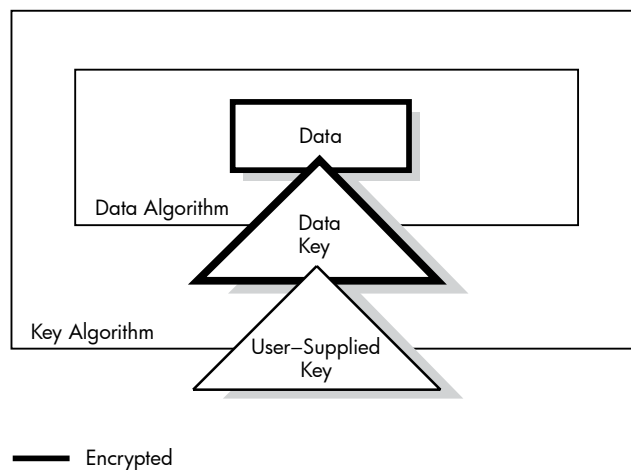 Data
Data Algorithm
Data
Key
Key Algorithm
User–Supplied
Key
Encrypted